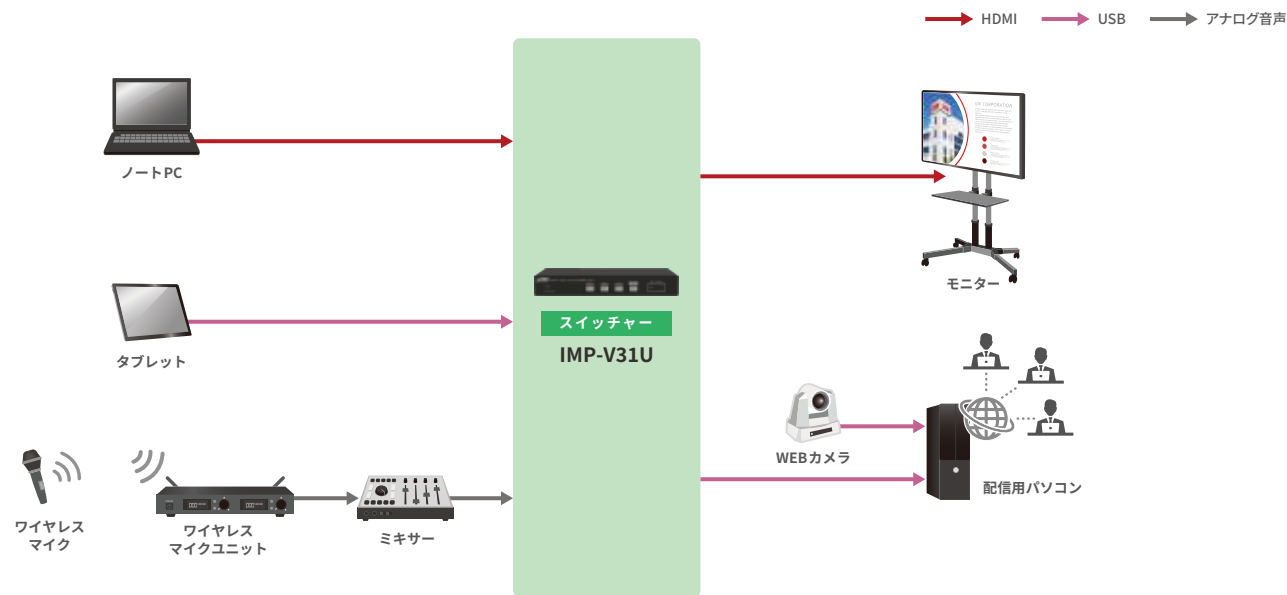 HDMI
USB
アナログ音声
ノートPC
タブレット
ワイヤレス
マイク
ワイヤレス
マイクユニット
ミキサー
スイッチャー
IMP-V31U
モニター
WEBカメラ
配信用パソコン